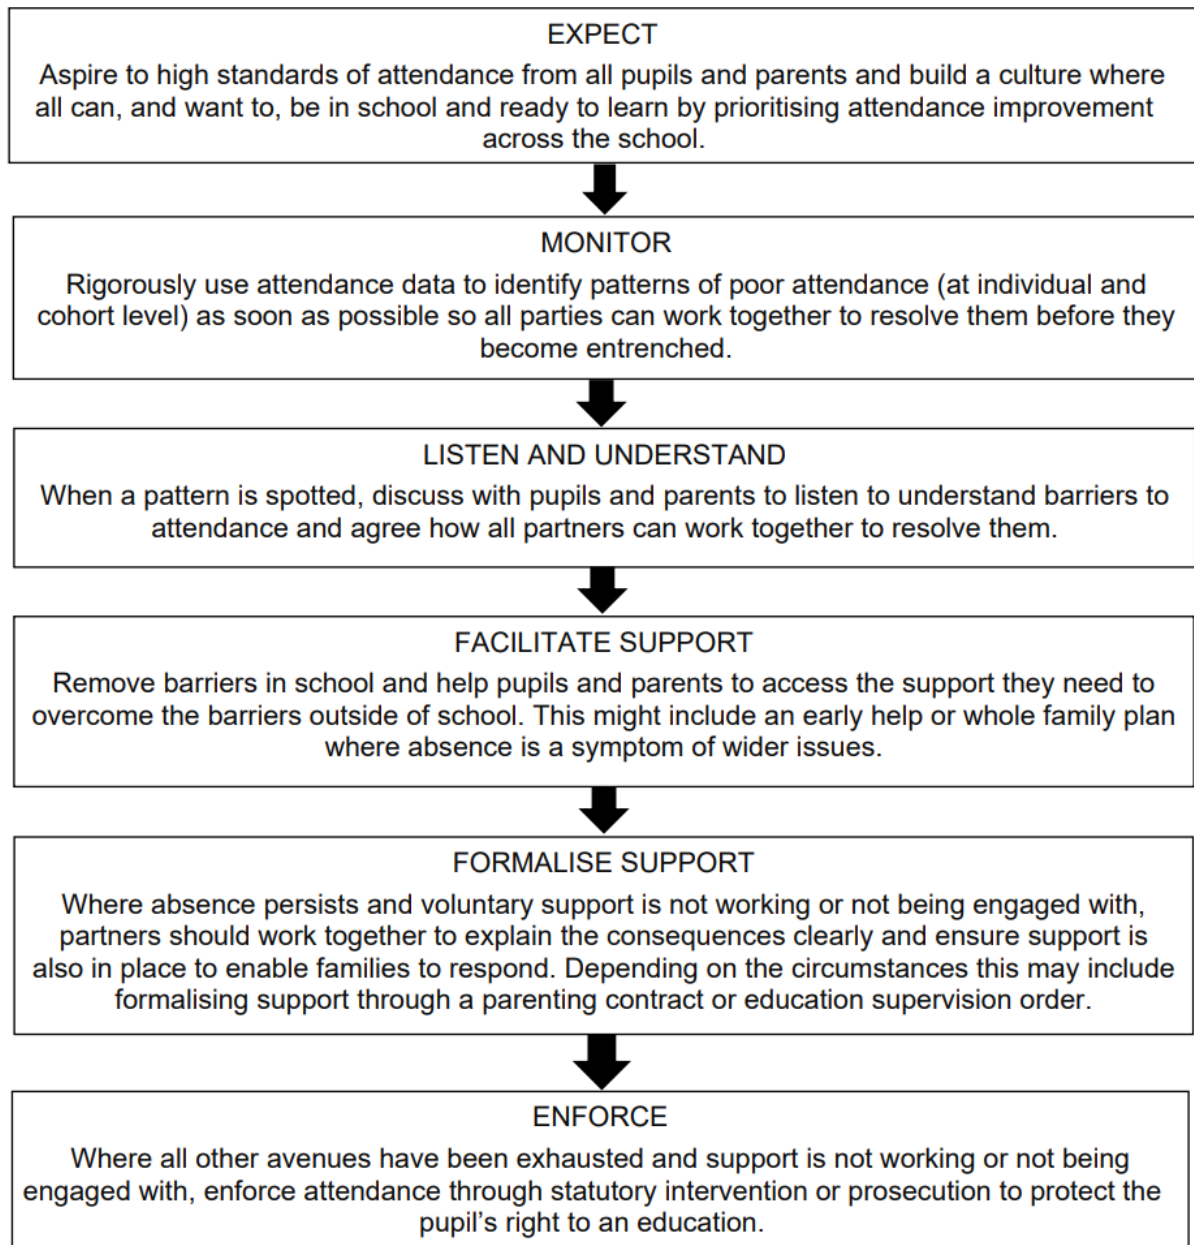 EXPECT
Aspire to high standards of attendance from all pupils and parents and build a culture where
all can, and want to, be in school and ready to learn by prioritising attendance improvement
across the school.
MONITOR
Rigorously use attendance data to identify patterns of poor attendance (at individual and
cohort level) as soon as possible so all parties can work together to resolve them before they
become entrenched.
LISTEN AND UNDERSTAND
When a pattern is spotted, discuss with pupils and parents to listen to understand barriers to
attendance and agree how all partners can work together to resolve them.
FACILITATE SUPPORT
Remove barriers in school and help pupils and parents to access the support they need to
overcome the barriers outside of school. This might include an early help or whole family plan
where absence is a symptom of wider issues.
FORMALISE SUPPORT
Where absence persists and voluntary support is not working or not being engaged with,
partners should work together to explain the consequences clearly and ensure support is
also in place to enable families to respond. Depending on the circumstances this may include
formalising support through a parenting contract or education supervision order.
ENFORCE
Where all other avenues have been exhausted and support is not working or not being
engaged with, enforce attendance through statutory intervention or prosecution to protect the
pupil's right to an education.